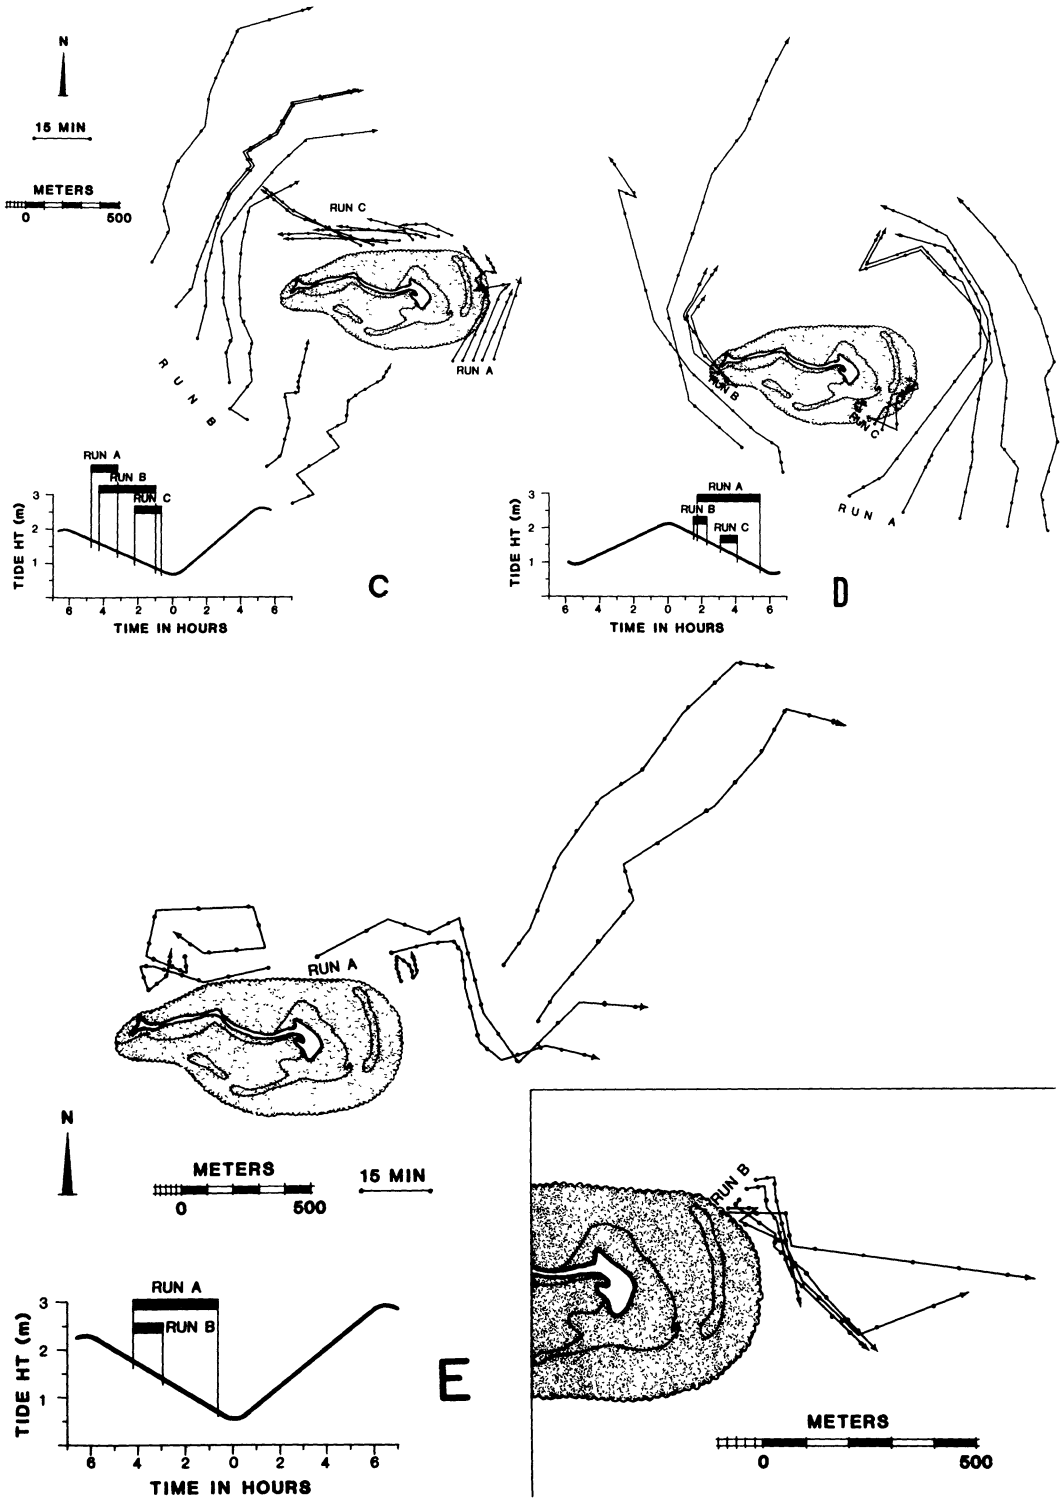 N
15 MIN
METERS
0 500
RUN C
RUN A
RUN B
RUN A
RUN B
RUN C
TIDE HT (m)
3
2
1
6 4 2 0 2 4 6
TIME IN HOURS
C
RUN B
RUN C
RUN A
RUN A
RUN B
RUN C
TIDE HT (m)
3
2
1
6 4 2 0 2 4 6
TIME IN HOURS
D
RUN A
N
METERS
0 500
15 MIN
RUN A
RUN B
TIDE HT (m)
3
2
1
6 4 2 0 2 4 6
TIME IN HOURS
E
RUN B
METERS
0 500